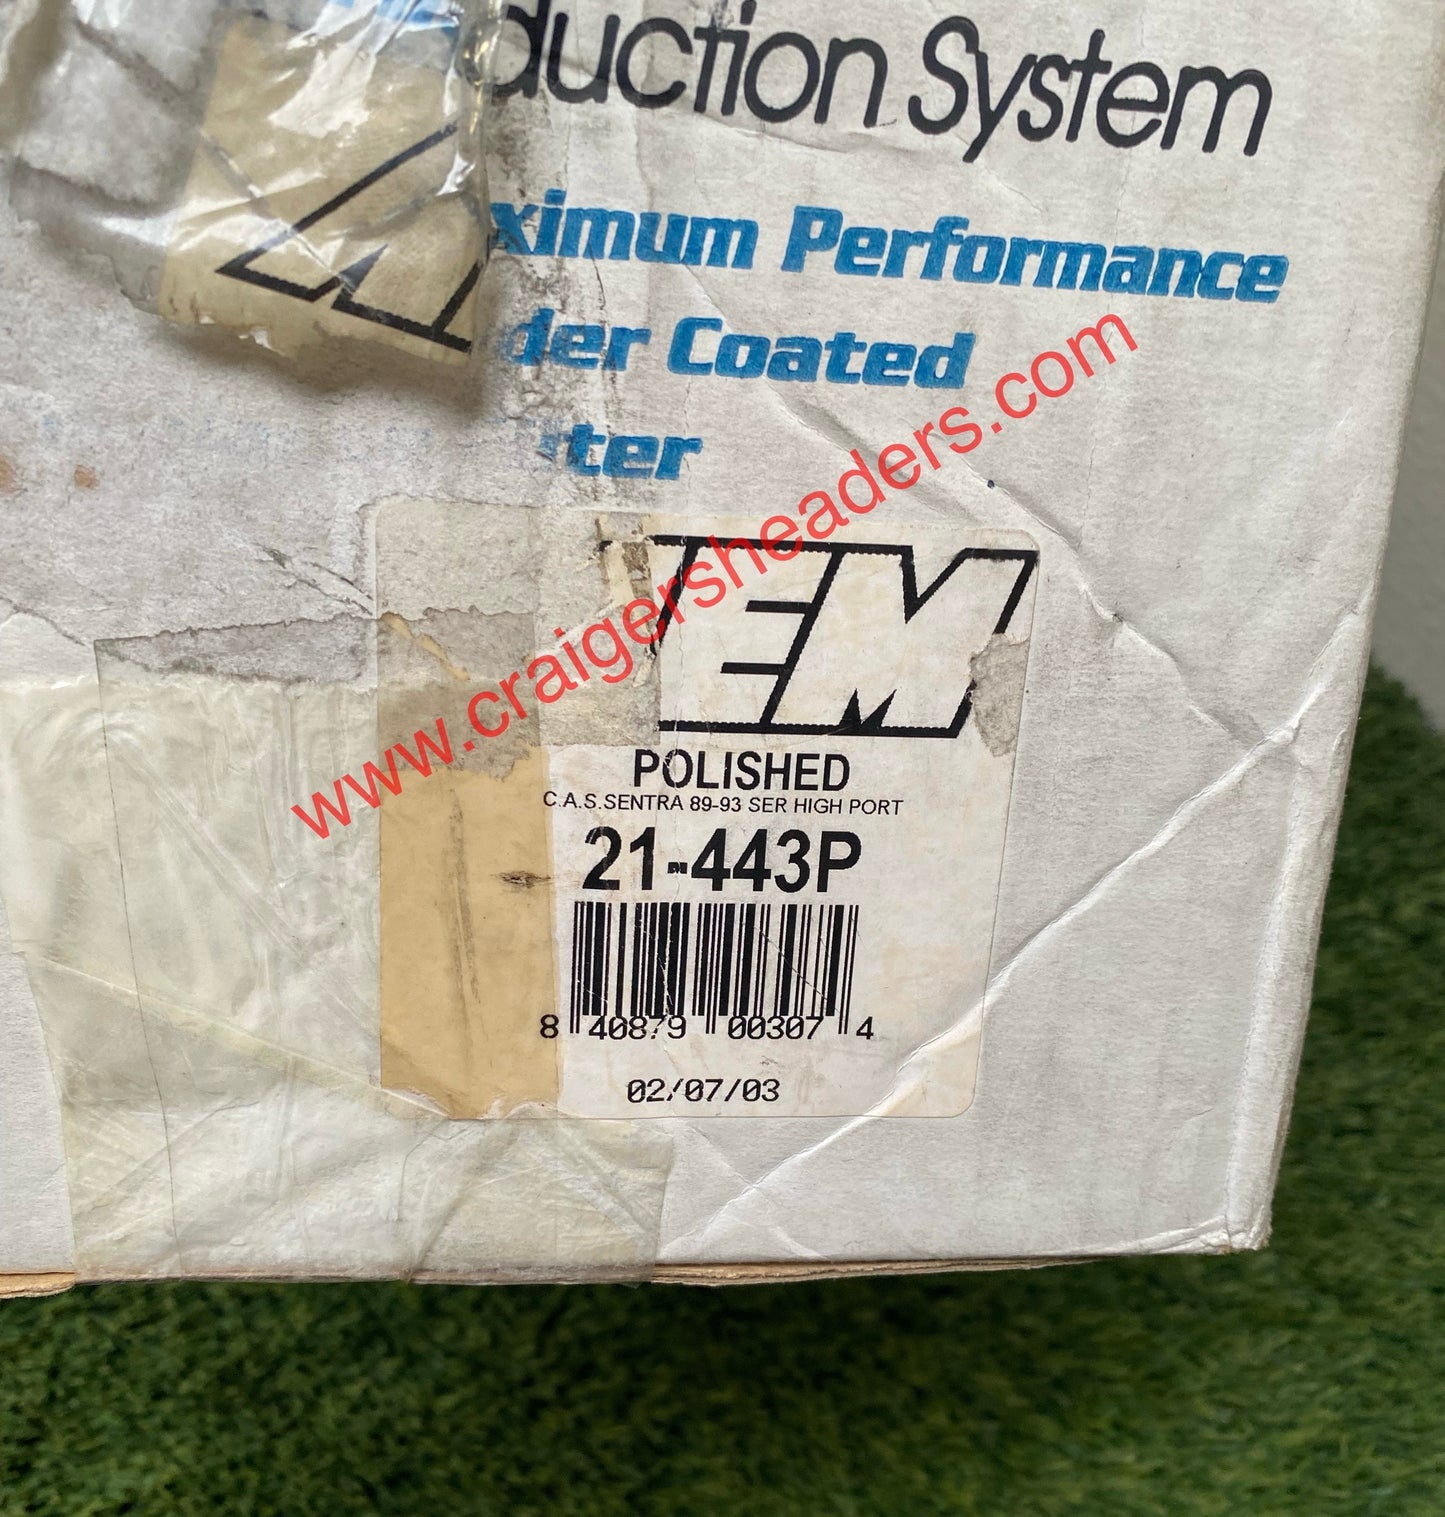 duction System
ximum Performance
der Coated
ter
www.craigersheaders.com
EM
POLISHED
C.A.S.SENTRA 89-93 SER HIGH PORT
21-443P
8 40879 00307 4
02/07/03